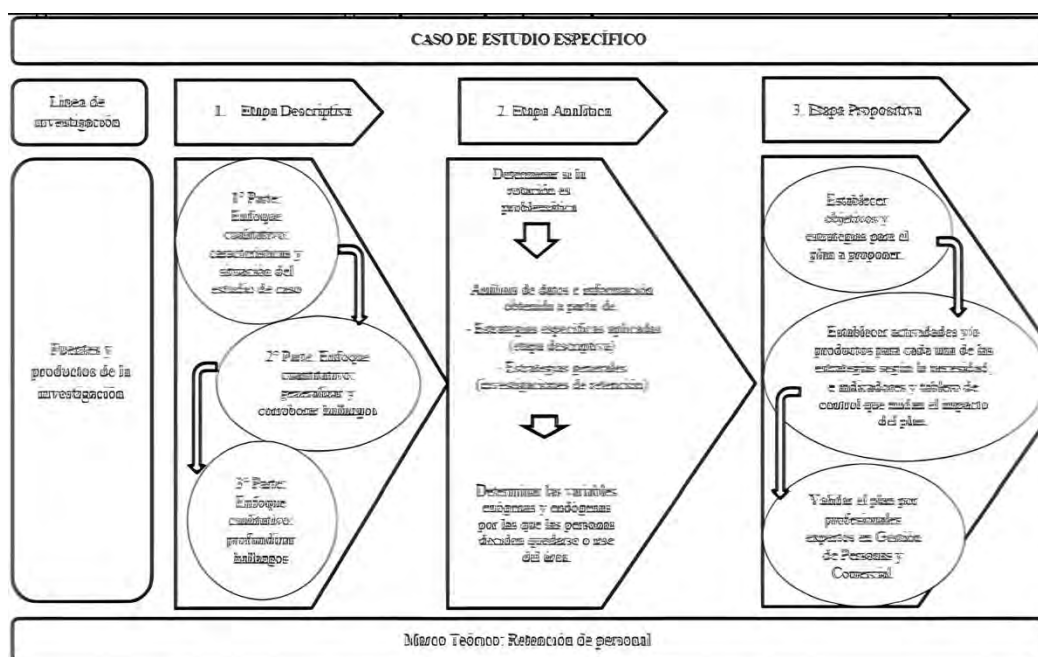 CASO DE ESTUDIO ESPECÍFICO
Línea de
investigación
1. Etapa Descriptiva
2. Etapa Analítica
3. Etapa Propositiva
Fuentes y
productos de la
investigación
1° Parte:
Enfoque
cualitativo:
características y
situación del
estudio de caso
2° Parte: Enfoque
cuantitativo:
generalizar y
corroborar hallazgos
3° Parte:
Enfoque
cualitativo:
profundizar
hallazgos
Determinar si la
rotación es
problemática
Análisis de datos e información
obtenida a partir de
- Estrategias específicas aplicadas
(etapa descriptiva)
- Estrategias generales
(investigaciones de retención)
Determinar las variables
exógenas y endógenas
por las que las personas
deciden quedarse o irse
del área.
Establecer
objetivos y
estrategias para el
plan a proponer.
Establecer actividades y/o
productos para cada una de las
estrategias según la necesidad,
e indicadores y tablero de
control que midan el impacto
del plan.
Validar el plan por
profesionales
expertos en Gestión
de Personas y
Comercial
Marco Teórico: Retención de personal